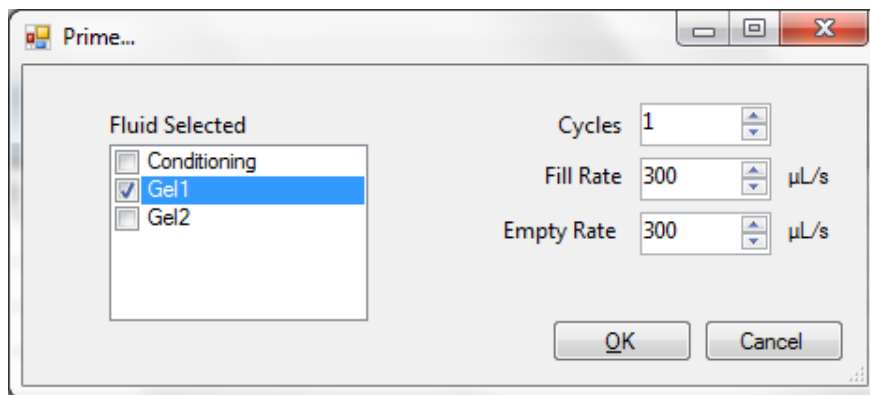 Prime...
Fluid Selected
Conditioning
Gel1
Gel2
Cycles 1
Fill Rate 300 µL/s
Empty Rate 300 µL/s
OK Cancel